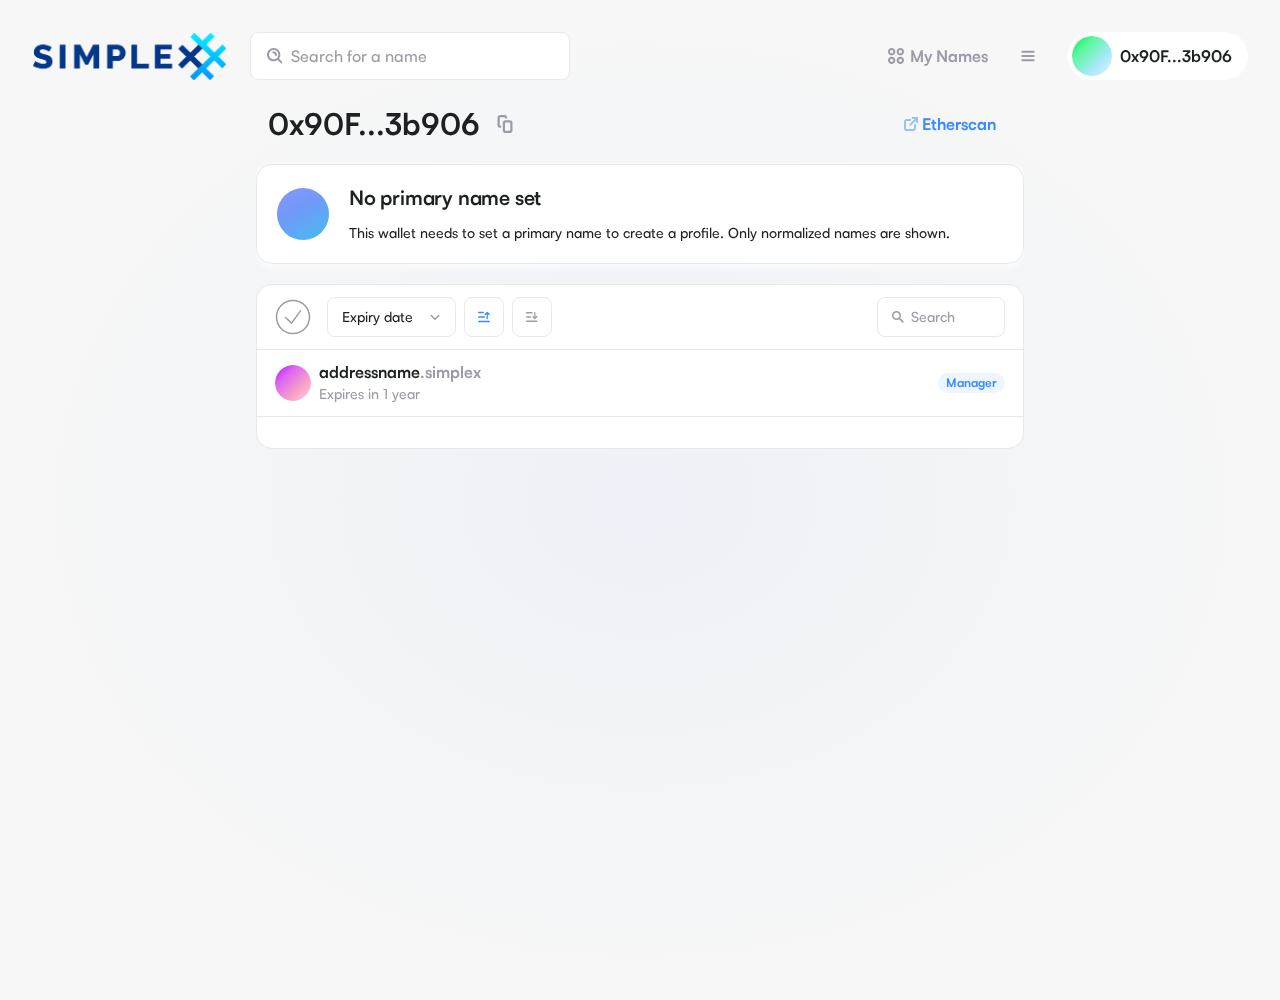 SIMPLEX
Search for a name
My Names
0x90F...3b906
0x90F...3b906
Etherscan
No primary name set
This wallet needs to set a primary name to create a profile. Only normalized names are shown.
Expiry date
Search
addressname.simplex
Expires in 1 year
Manager